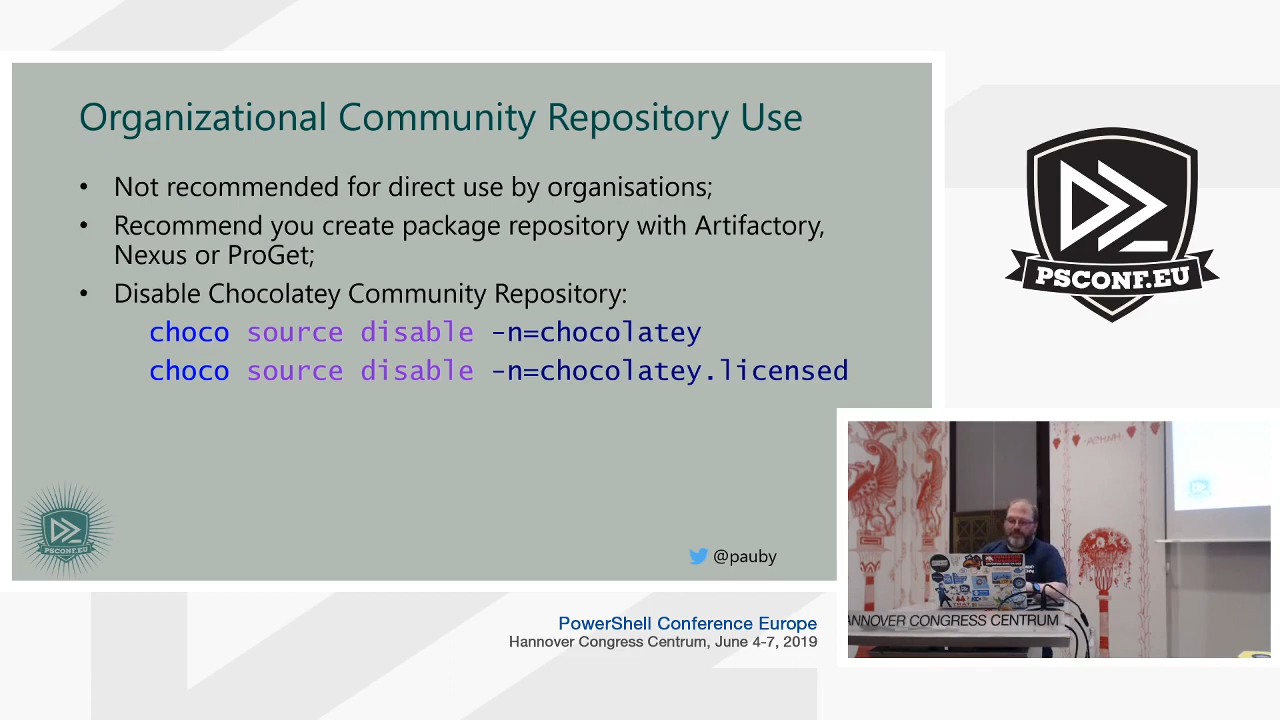 Organizational Community Repository Use
• Not recommended for direct use by organisations;
• Recommend you create package repository with Artifactory,
Nexus or ProGet;
• Disable Chocolatey Community Repository:
choco source disable -n=chocolatey
choco source disable -n=chocolatey.licensed
PSCONF.EU
@pauby
PSCONF.EU
PowerShell Conference Europe
Hannover Congress Centrum, June 4-7, 2019
ANNOVER CONGRESS CENTRUM